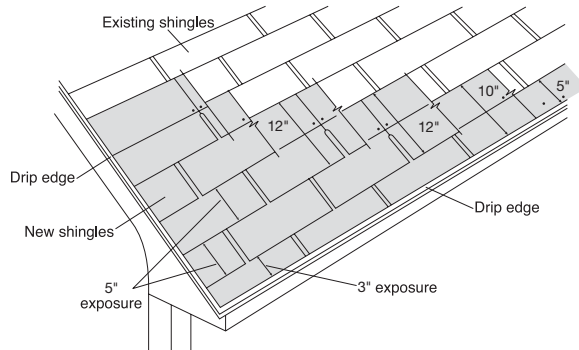 Existing shingles
5"
10"
12"
12"
Drip edge
Drip edge
New shingles
5"
exposure
3" exposure